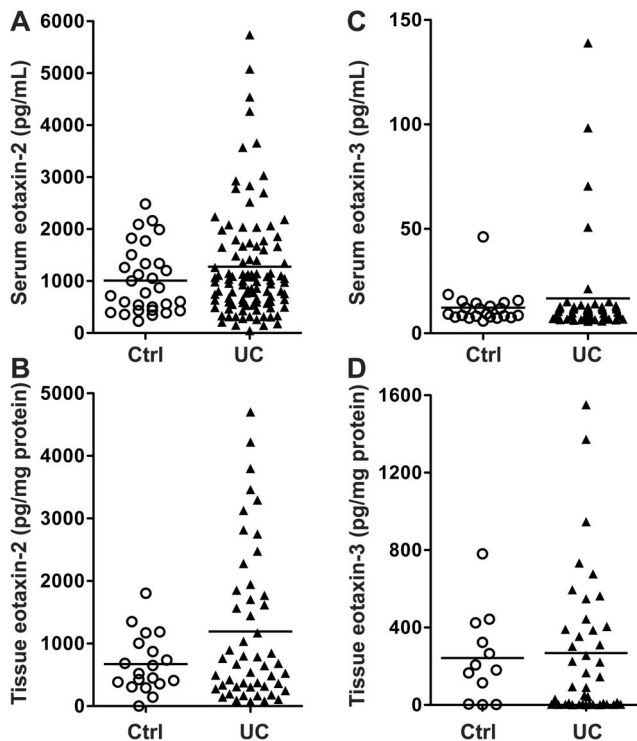 A
Serum eotaxin-2 (pg/mL)
6000
5000
4000
3000
2000
1000
0
Ctrl
UC
B
Tissue eotaxin-2 (pg/mg protein)
5000
4000
3000
2000
1000
0
Ctrl
UC
C
Serum eotaxin-3 (pg/mL)
150
100
50
0
Ctrl
UC
D
Tissue eotaxin-3 (pg/mg protein)
1600
1200
800
400
0
Ctrl
UC